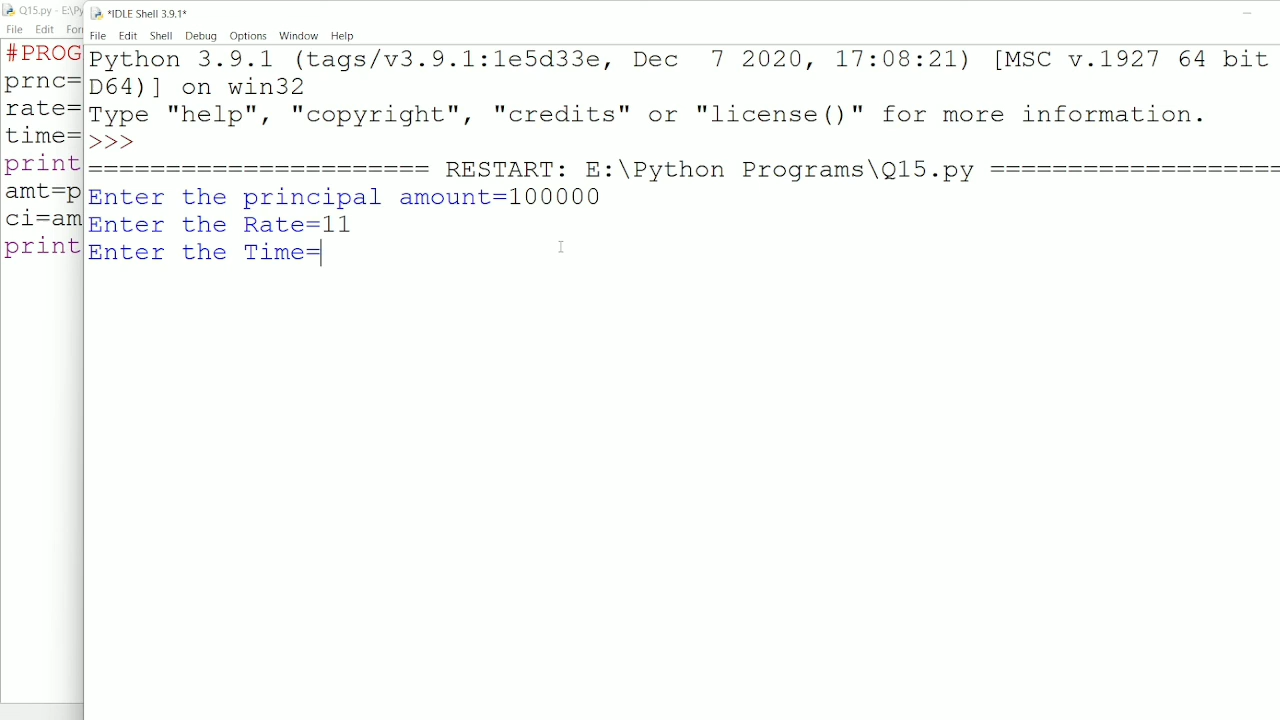 Q15.py - E:\Py
File Edit For
#PROG
prnc=
rate=
time=
print
amt=p
ci=am
print
*IDLE Shell 3.9.1*
File Edit Shell Debug Options Window Help
Python 3.9.1 (tags/v3.9.1:1e5d33e, Dec  7 2020, 17:08:21) [MSC v.1927 64 bit
D64)] on win32
Type "help", "copyright", "credits" or "license()" for more information.
>>>
====================== RESTART: E:\Python Programs\Q15.py ===================
Enter the principal amount=100000
Enter the Rate=11
Enter the Time=